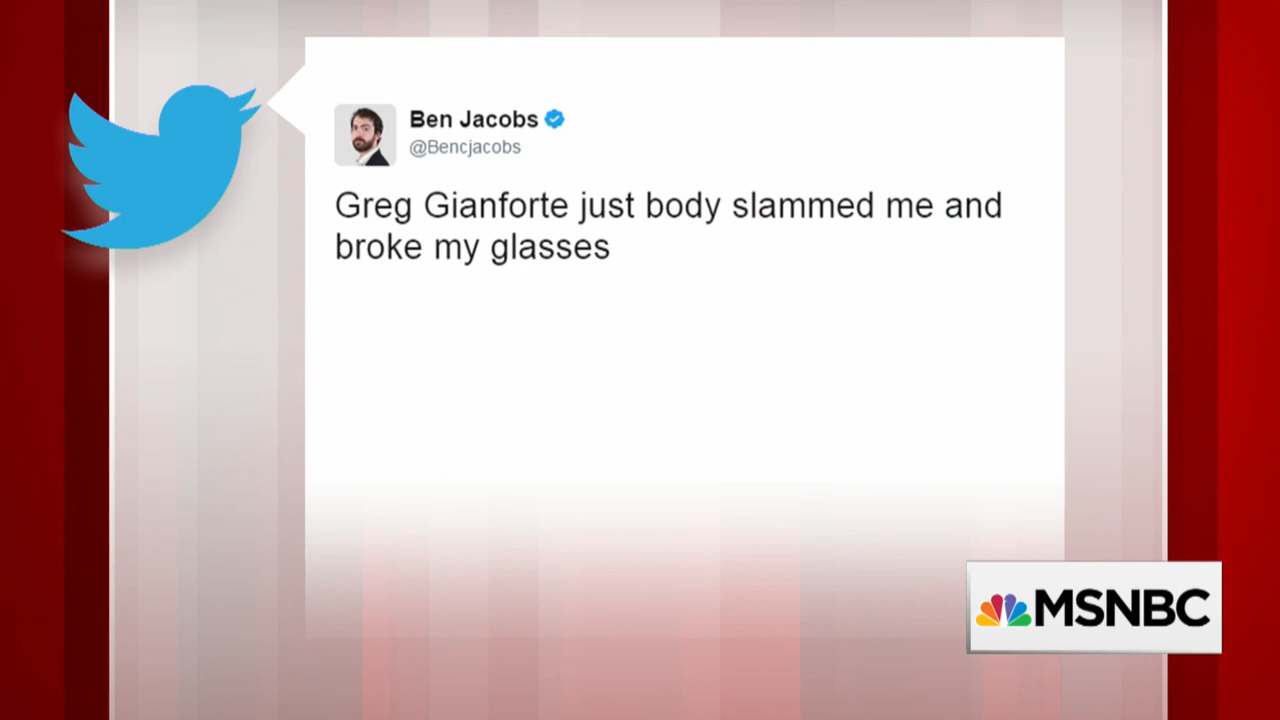 Ben Jacobs
@Bencjacobs
Greg Gianforte just body slammed me and
broke my glasses
MSNBC